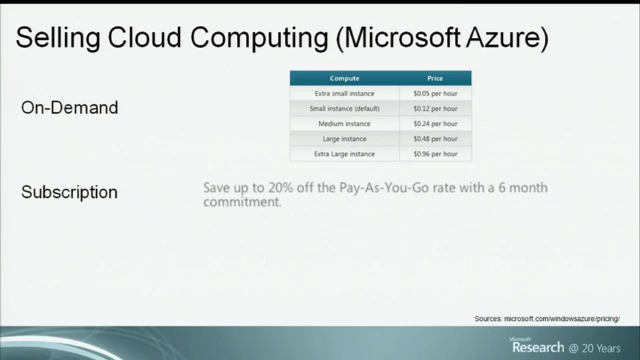 Selling Cloud Computing (Microsoft Azure)
Compute Price
On-Demand
Extra small instance $0.05 per hour
Small instance (default) $0.12 per hour
Medium instance $0.24 per hour
Large instance $0.48 per hour
Extra Large instance $0.96 per hour
Subscription
Save up to 20% off the Pay-As-You-Go rate with a 6 month
commitment.
Sources: microsoft.com/windowsazure/pricing/
Microsoft
Research @ 20 Years